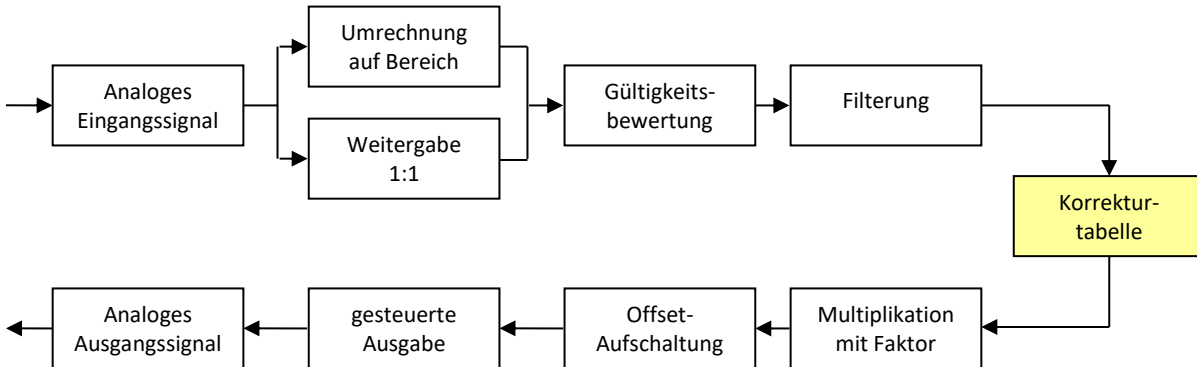 Analoges
Eingangssignal
Umrechnung
auf Bereich
Weitergabe
1:1
Gültigkeits-
bewertung
Filterung
Korrektur-
tabelle
Multiplikation
mit Faktor
Offset-
Aufschaltung
gesteuerte
Ausgabe
Analoges
Ausgangssignal